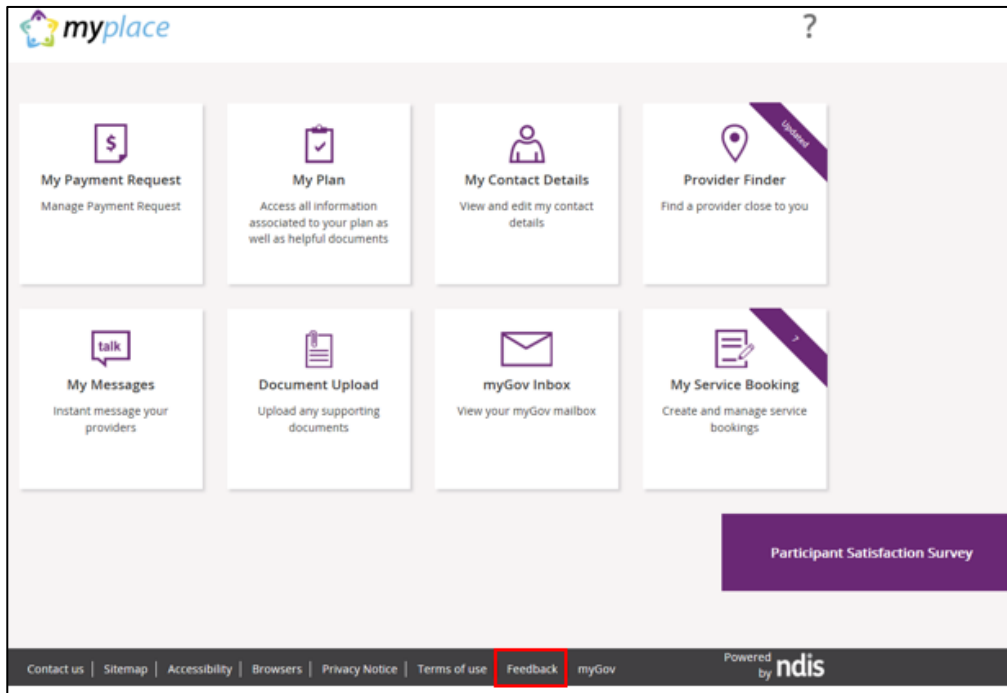 myplace
?
$
My Payment Request
Manage Payment Request
My Plan
Access all information
associated to your plan as
well as helpful documents
My Contact Details
View and edit my contact
details
Updated
Provider Finder
Find a provider close to you
talk
My Messages
Instant message your
providers
Document Upload
Upload any supporting
documents
myGov Inbox
View your myGov mailbox
7
My Service Booking
Create and manage service
bookings
Participant Satisfaction Survey
Contact us | Sitemap | Accessibility | Browsers | Privacy Notice | Terms of use Feedback myGov
Powered
by ndis